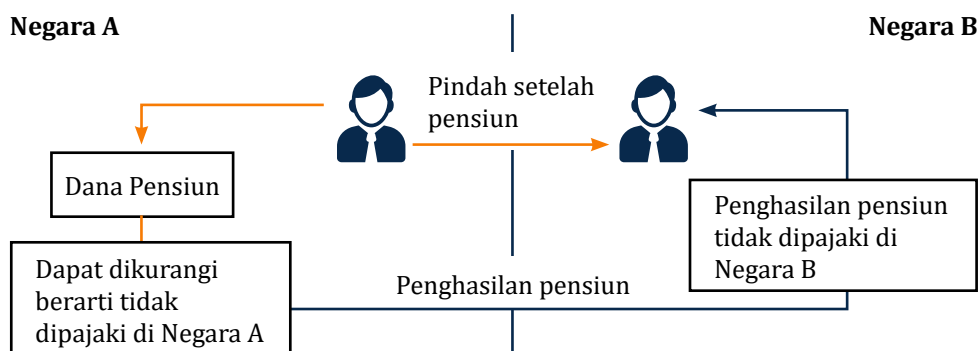 Negara A
Negara B
Pindah setelah
pensiun
Dana Pensiun
Penghasilan pensiun
tidak dipajaki di
Negara B
Dapat dikurangi
berarti tidak
dipajaki di Negara A
Penghasilan pensiun